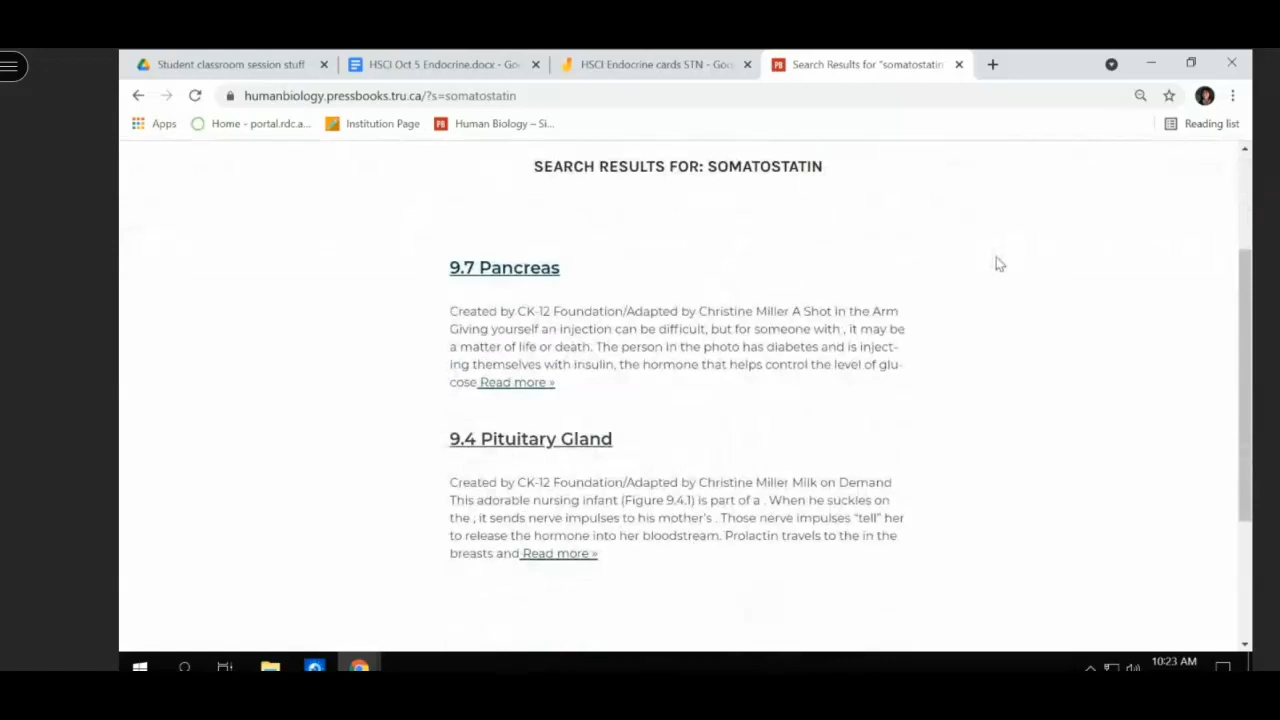 Student classroom session stuff
HSCI Oct 5 Endocrine.docx - Go
HSCI Endocrine cards STN - Goo
Search Results for "somatostatin
humanbiology.pressbooks.tru.ca/?s=somatostatin
Apps
Home - portal.rdc.a...
Institution Page
Human Biology – Si...
Reading list
SEARCH RESULTS FOR: SOMATOSTATIN
9.7 Pancreas
Created by CK-12 Foundation/Adapted by Christine Miller A Shot in the Arm
Giving yourself an injection can be difficult, but for someone with , it may be
a matter of life or death. The person in the photo has diabetes and is inject-
ing themselves with insulin, the hormone that helps control the level of glu-
cose Read more »
9.4 Pituitary Gland
Created by CK-12 Foundation/Adapted by Christine Miller Milk on Demand
This adorable nursing infant (Figure 9.4.1) is part of a . When he suckles on
the , it sends nerve impulses to his mother's . Those nerve impulses “tell” her
to release the hormone into her bloodstream. Prolactin travels to the in the
breasts and Read more »
10:23 AM